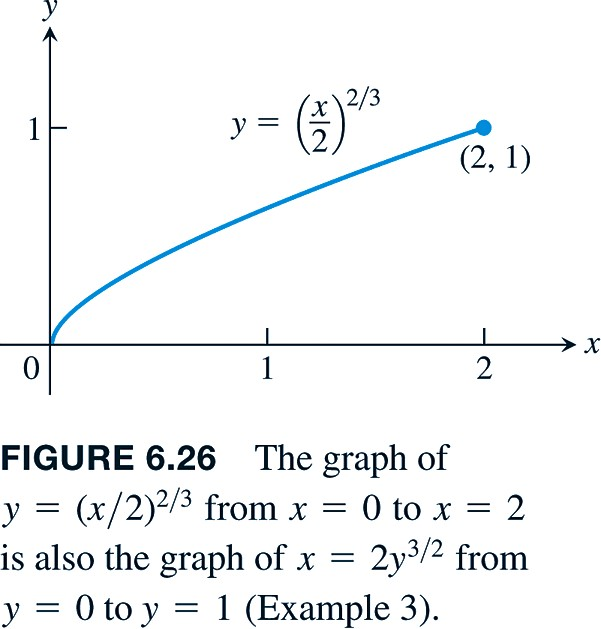 y
1
y = (x/2)^{2/3}
(2, 1)
0
1
2
x
FIGURE 6.26 The graph of
y = (x/2)^{2/3} from x = 0 to x = 2
is also the graph of x = 2y^{3/2} from
y = 0 to y = 1 (Example 3).